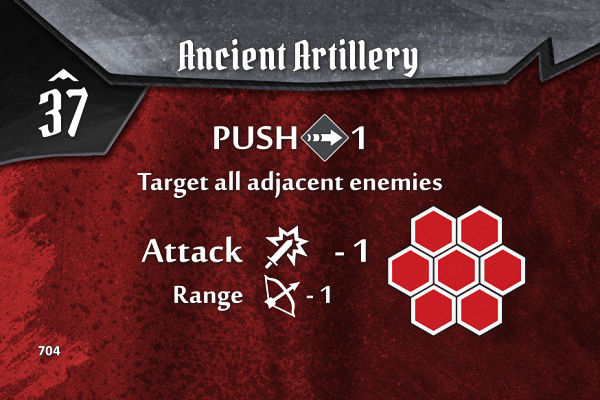 Ancient Artillery
37
PUSH 1
Target all adjacent enemies
Attack - 1
Range - 1
704